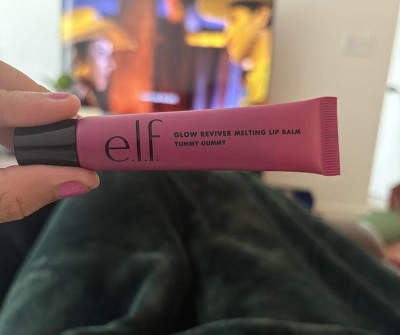 e.l.f.
GLOW REVIVER MELTING LIP BALM
YUMMY GUMMY